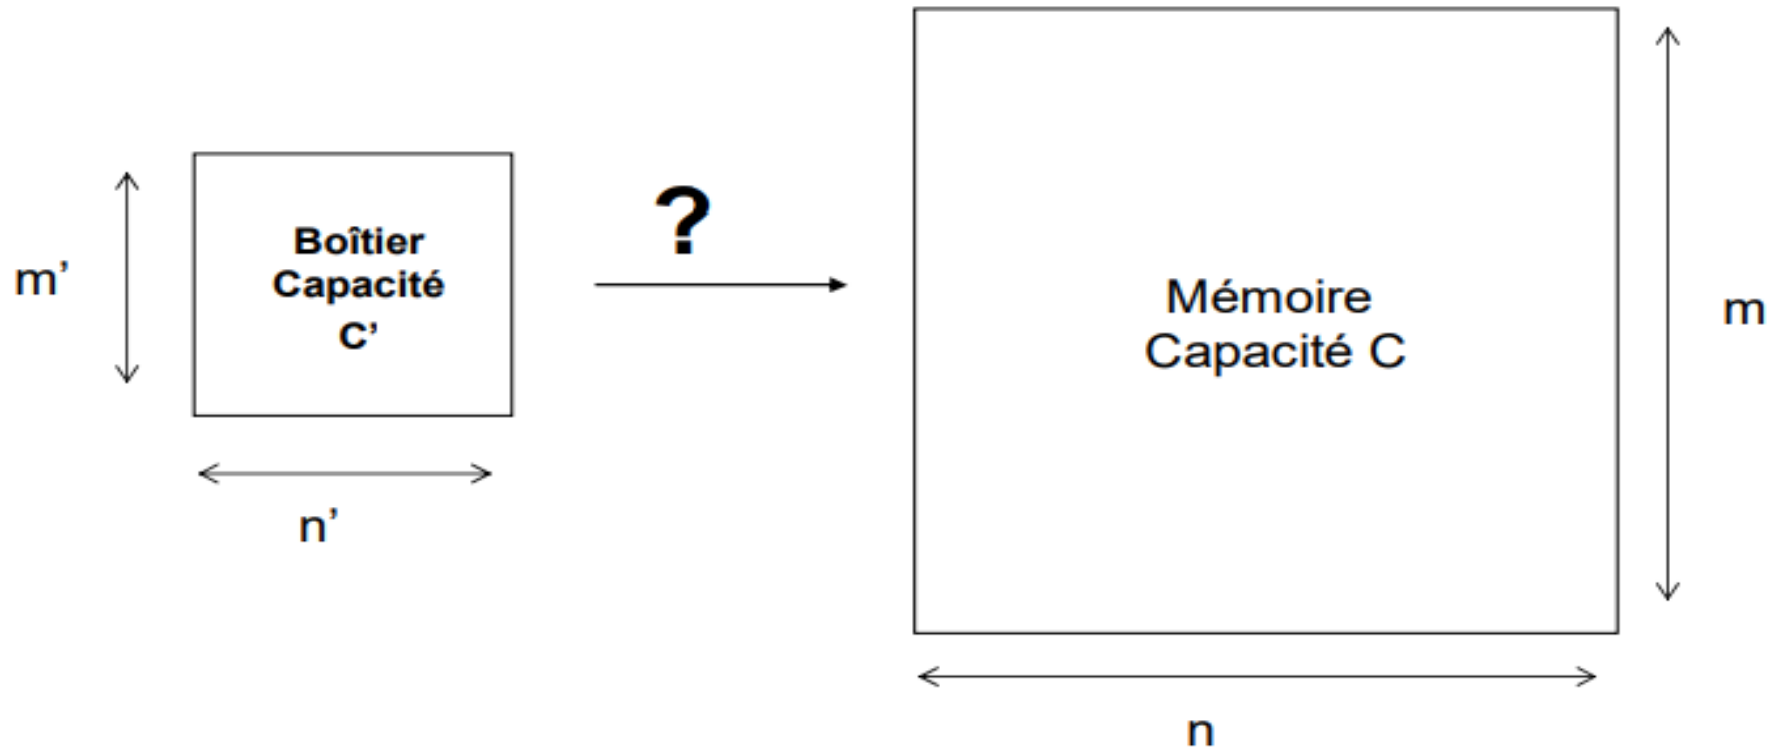 m’
Boîtier
Capacité
C’
n’
?
Mémoire
Capacité C
m
n